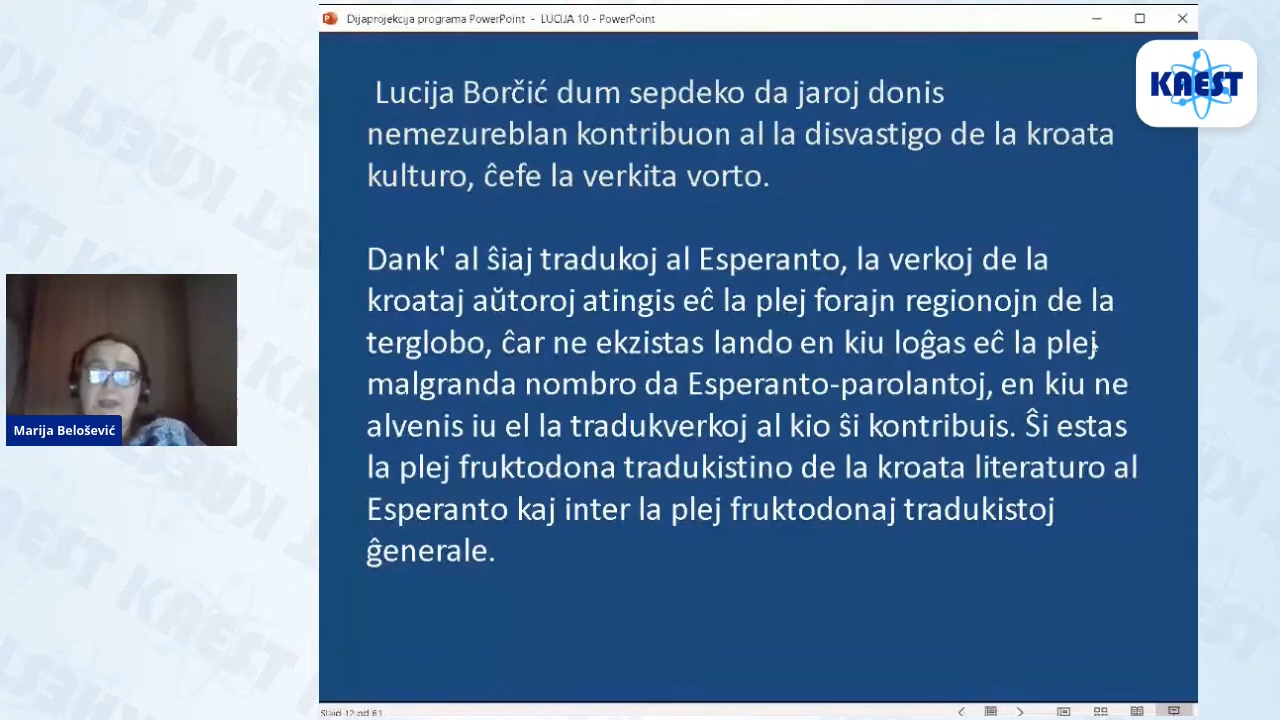 Dijaprojekcija programa PowerPoint - LUCIJA 10 - PowerPoint
KAEST
Lucija Borčić dum sepdeko da jaroj donis
nemezureblan kontribuon al la disvastigo de la kroata
kulturo, ĉefe la verkita vorto.
Dank' al ŝiaj tradukoj al Esperanto, la verkoj de la
kroataj aŭtoroj atingis eĉ la plej forajn regionojn de la
terglobo, ĉar ne ekzistas lando en kiu loĝas eĉ la plej
malgranda nombro da Esperanto-parolantoj, en kiu ne
alvenis iu el la tradukverkoj al kio ŝi kontribuis. Ŝi estas
la plej fruktodona tradukistino de la kroata literaturo al
Esperanto kaj inter la plej fruktodonaj tradukistoj
ĝenerale.
Marija Belošević
Slajd 12 od 61